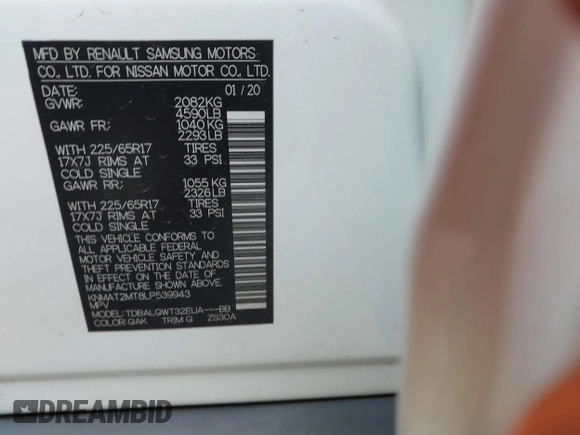 MFD BY RENAULT SAMSUNG MOTORS
CO., LTD. FOR NISSAN MOTOR CO., LTD.
DATE: 01/20
GVWR: 2082KG
4590LB
GAWR FR: 1040KG
2293LB
WITH 225/65R17 TIRES
17X7J RIMS AT 33 PSI
COLD SINGLE
GAWR RR: 1055KG
2326LB
WITH 225/65R17 TIRES
17X7J RIMS AT 33 PSI
COLD SINGLE
THIS VEHICLE CONFORMS TO
ALL APPLICABLE FEDERAL
MOTOR VEHICLE SAFETY AND
THEFT PREVENTION STANDARDS
IN EFFECT ON THE DATE OF
MANUFACTURE SHOWN ABOVE.
KNMAT2MT8LP539943
MPV
MODEL:TDBALQWT32EUA---BB
COLOR:QAK TRIM:G ZS30A
DREAMBID